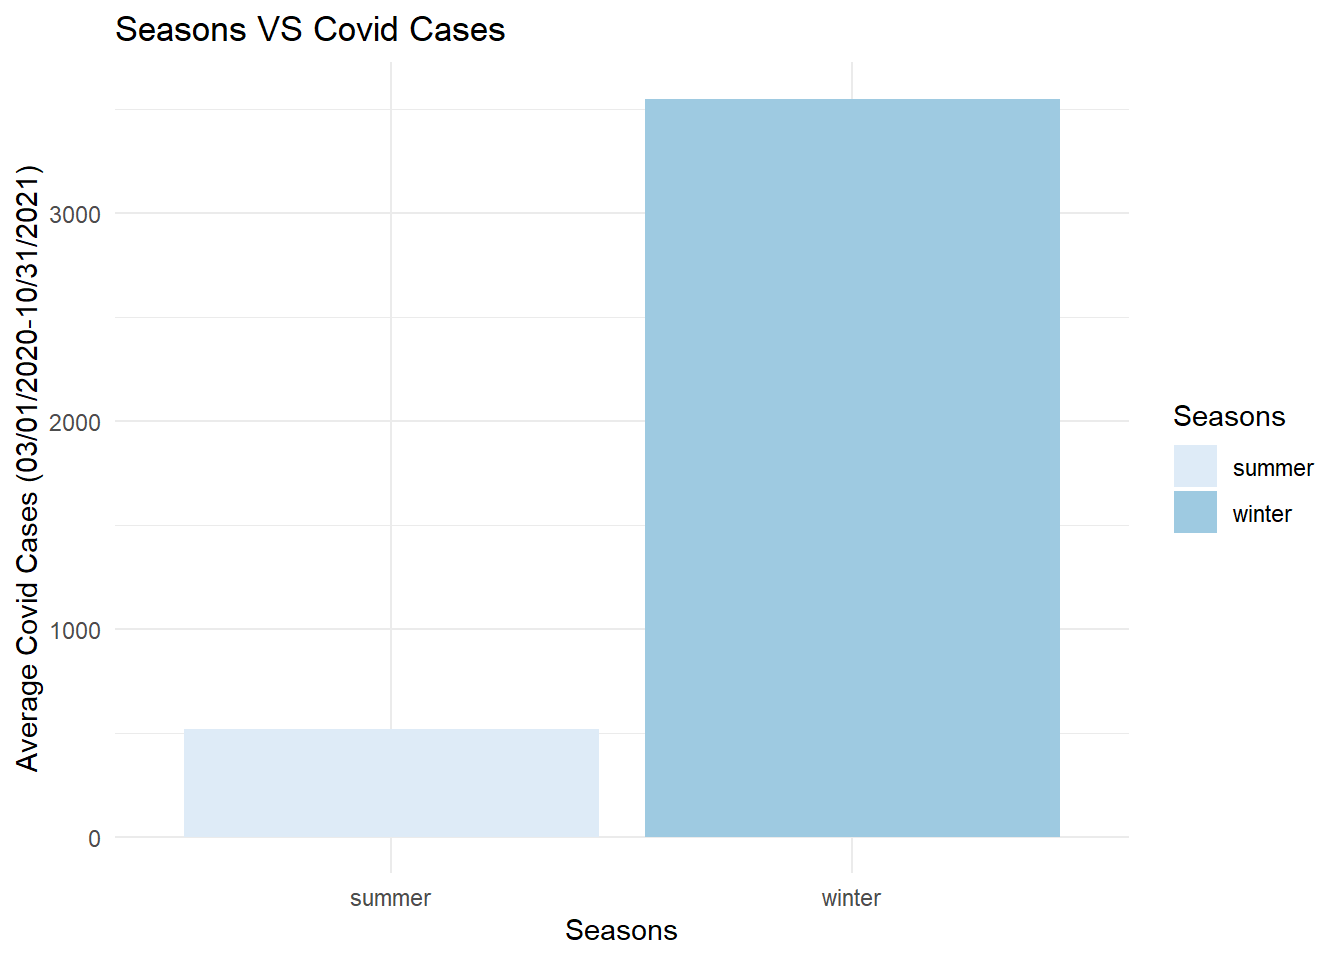 Seasons VS Covid Cases
Average Covid Cases (03/01/2020-10/31/2021)
3000
2000
1000
0
summer
winter
Seasons
Seasons
summer
winter